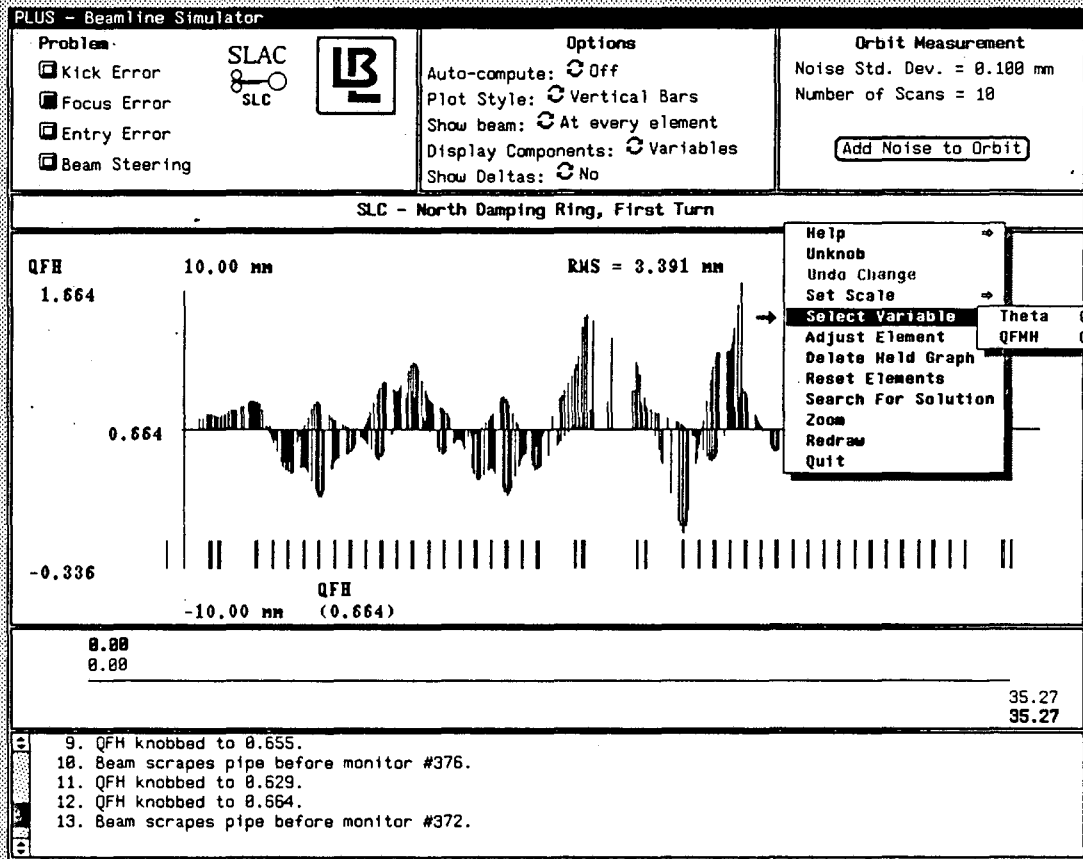 PLUS - Beamline Simulator
Problem
Kick Error
Focus Error
Entry Error
Beam Steering
SLAC
SLC
LB
Options
Auto-compute: Off
Plot Style: Vertical Bars
Show beam: At every element
Display Components: Variables
Show Deltas: No
Orbit Measurement
Noise Std. Dev. = 0.100 mm
Number of Scans = 10
Add Noise to Orbit
SLC - North Damping Ring, First Turn
QFH
10.00 mm
RMS = 3.391 mm
1.664
0.664
-0.336
QFH
-10.00 mm (0.664)
Help
Unknob
Undo Change
Set Scale
Select Variable
Adjust Element
Delete Held Graph
Reset Elements
Search For Solution
Zoom
Redraw
Quit
Theta
QFMH
0.00
0.00
35.27
35.27
9. QFH knobbed to 0.655.
10. Beam scrapes pipe before monitor #376.
11. QFH knobbed to 0.629.
12. QFH knobbed to 0.664.
13. Beam scrapes pipe before monitor #372.